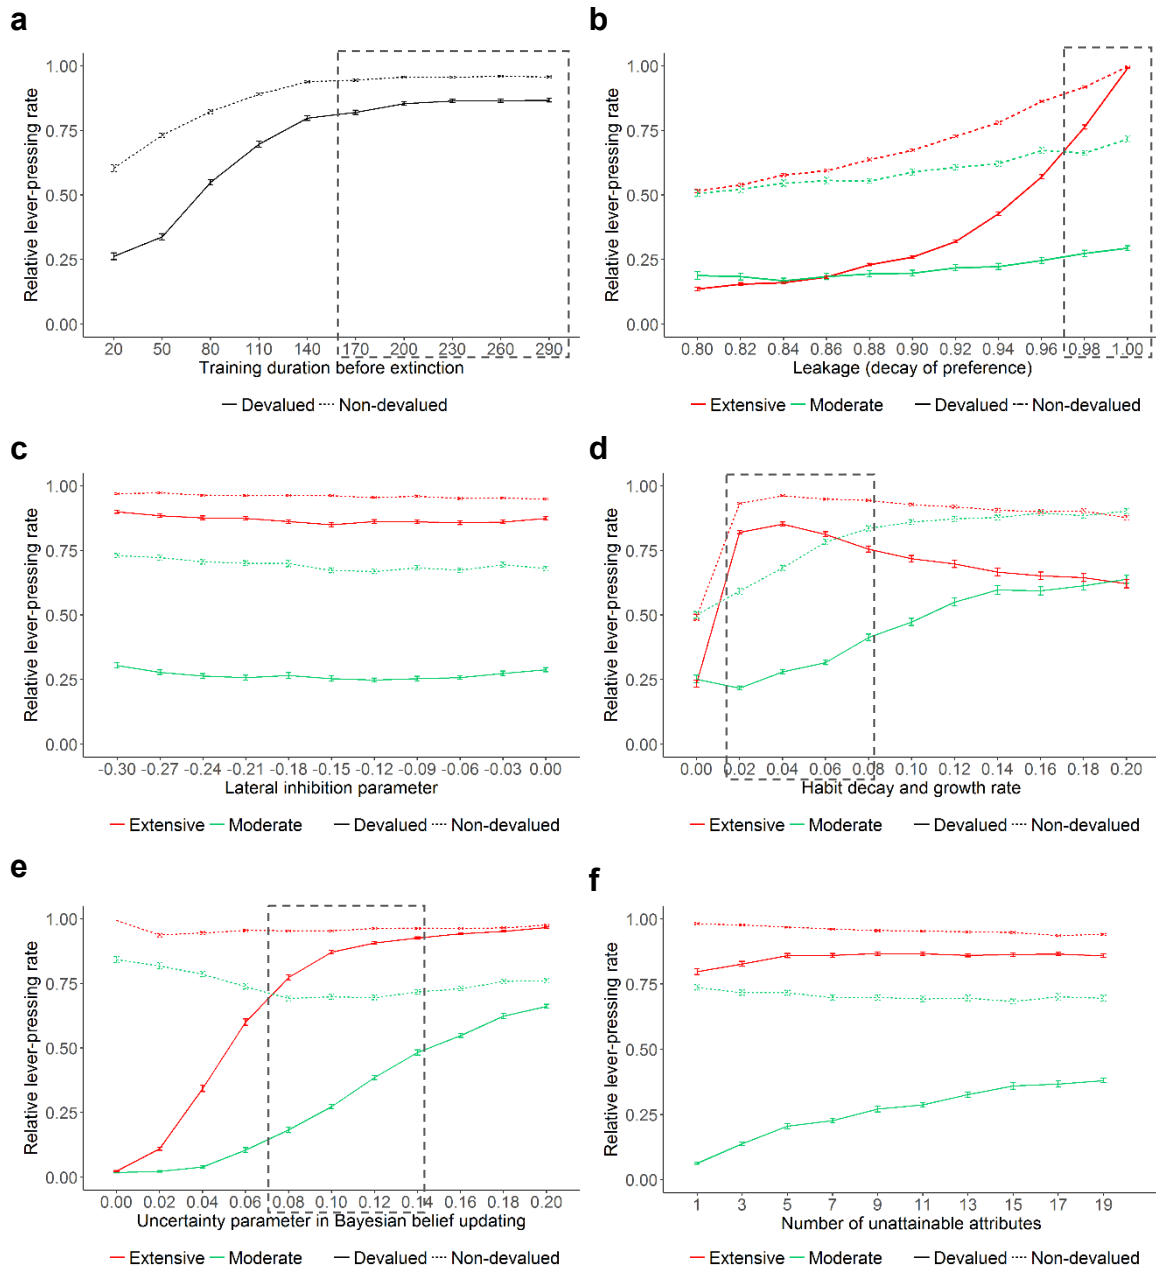 a
Relative lever-pressing rate
1.00
0.75
0.50
0.25
0.00
20 50 80 110 140 170 200 230 260 290
Training duration before extinction
Devalued Non-devalued
b
Relative lever-pressing rate
1.00
0.75
0.50
0.25
0.00
0.80 0.82 0.84 0.86 0.88 0.90 0.92 0.94 0.96 0.98 1.00
Leakage (decay of preference)
Extensive Moderate Devalued Non-devalued
c
Relative lever-pressing rate
1.00
0.75
0.50
0.25
0.00
-0.30 -0.27 -0.24 -0.21 -0.18 -0.15 -0.12 -0.09 -0.06 -0.03 0.00
Lateral inhibition parameter
Extensive Moderate Devalued Non-devalued
d
Relative lever-pressing rate
1.00
0.75
0.50
0.25
0.00
0.00 0.02 0.04 0.06 0.08 0.10 0.12 0.14 0.16 0.18 0.20
Habit decay and growth rate
Extensive Moderate Devalued Non-devalued
e
Relative lever-pressing rate
1.00
0.75
0.50
0.25
0.00
0.00 0.02 0.04 0.06 0.08 0.10 0.12 0.14 0.16 0.18 0.20
Uncertainty parameter in Bayesian belief updating
Extensive Moderate Devalued Non-devalued
f
Relative lever-pressing rate
1.00
0.75
0.50
0.25
0.00
1 3 5 7 9 11 13 15 17 19
Number of unattainable attributes
Extensive Moderate Devalued Non-devalued